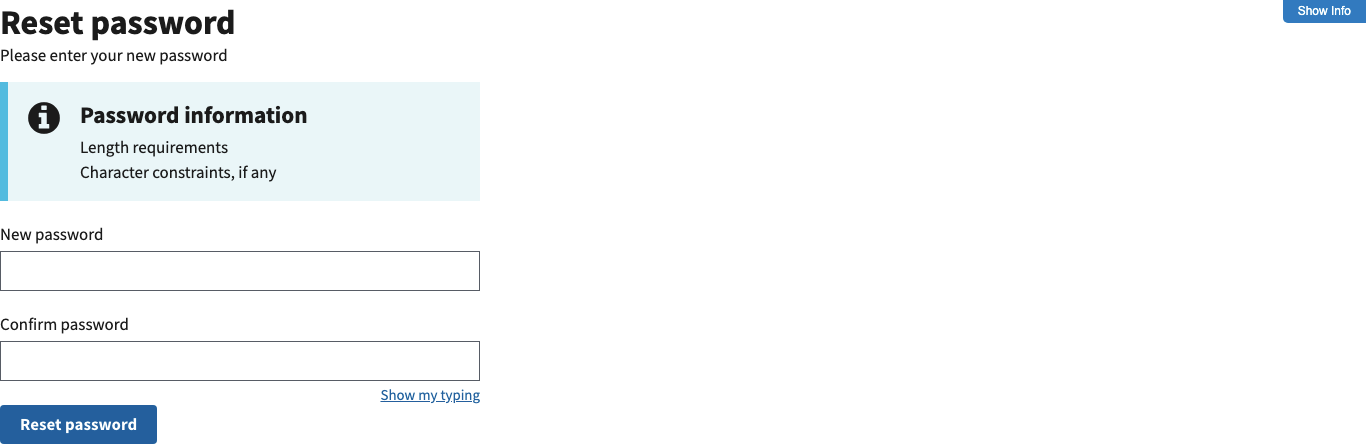 Reset password
Show Info
Please enter your new password
Password information
Length requirements
Character constraints, if any
New password
Confirm password
Show my typing
Reset password